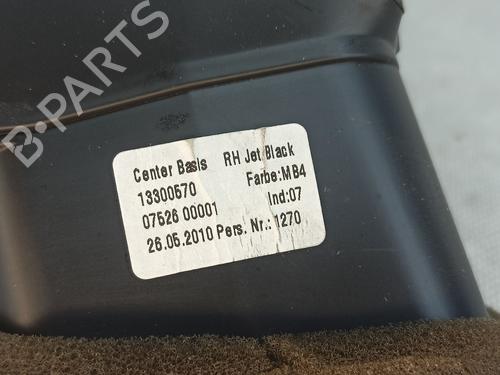 B-PARTS
Center Basis RH Jet Black
13300570 Farbe:MB4
07526 00001 Ind:07
26.05.2010 Pers. Nr.: 1270